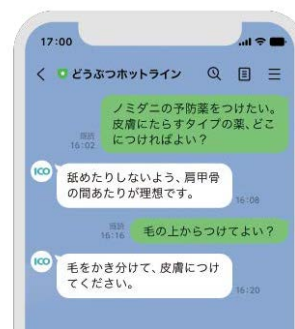 17:00
どうぶつホットライン
ノミダニの予防薬をつけたい。
皮膚にたらすタイプの薬、どこ
につければよい？
既読
16:02
ICO
舐めたりしないよう、肩甲骨
の間あたりが理想です。
16:08
既読
16:16
毛の上からつけてよい？
ICO
毛をかき分けて、皮膚につけ
てください。
16:20